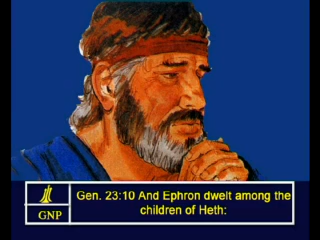 Gen. 23:10 And Ephron dwelt among the
children of Heth:
GNP